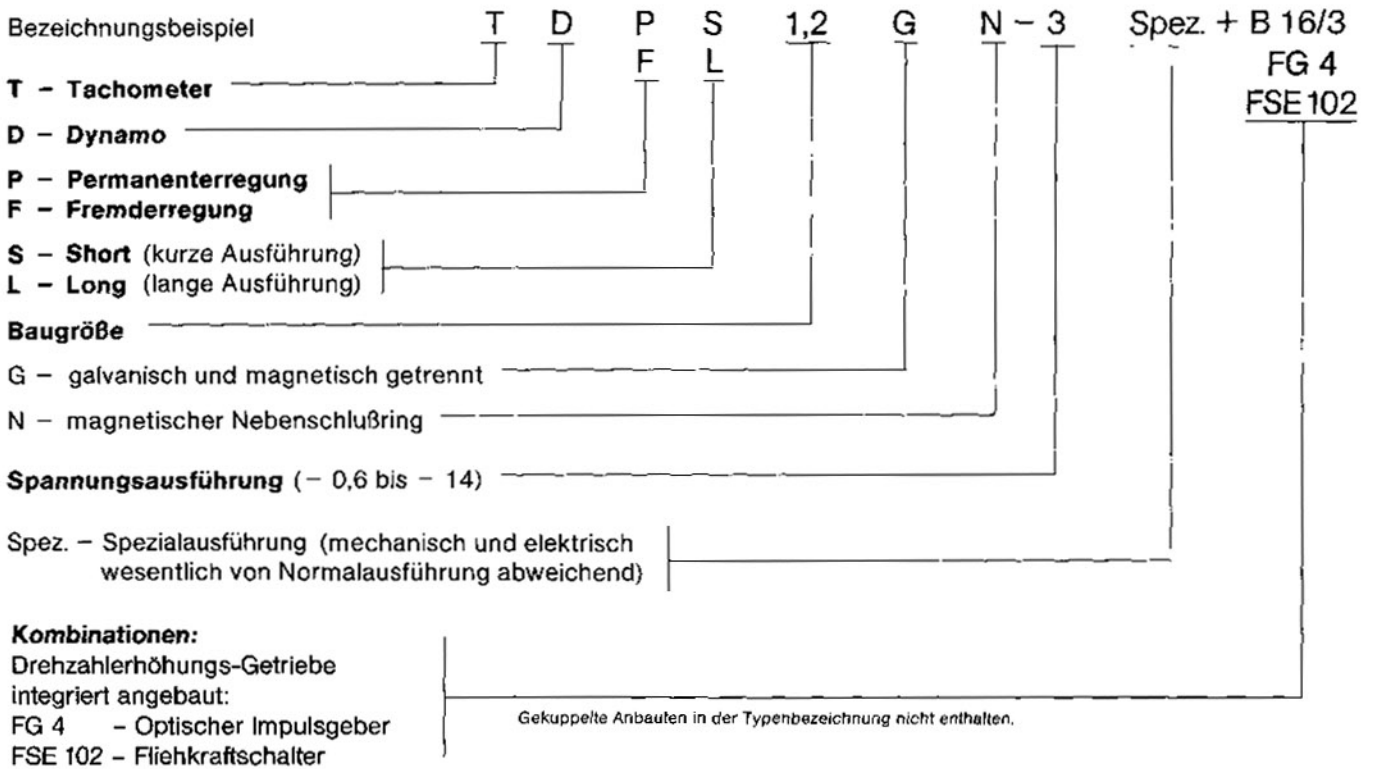 Bezeichnungsbeispiel T D P S 1,2 G N – 3 Spez. + B 16/3
F L FG 4
T – Tachometer
FSE 102
D – Dynamo
P – Permanenterregung
F – Fremderregung
S – Short (kurze Ausführung)
L – Long (lange Ausführung)
Baugröße
G – galvanisch und magnetisch getrennt
N – magnetischer Nebenschlußring
Spannungsausführung (– 0,6 bis – 14)
Spez. – Spezialausführung (mechanisch und elektrisch
wesentlich von Normalausführung abweichend)
Kombinationen:
Drehzahlerhöhungs-Getriebe
integriert angebaut:
FG 4 – Optischer Impulsgeber
FSE 102 – Fliehkraftschalter
Gekuppelte Anbauten in der Typenbezeichnung nicht enthalten.